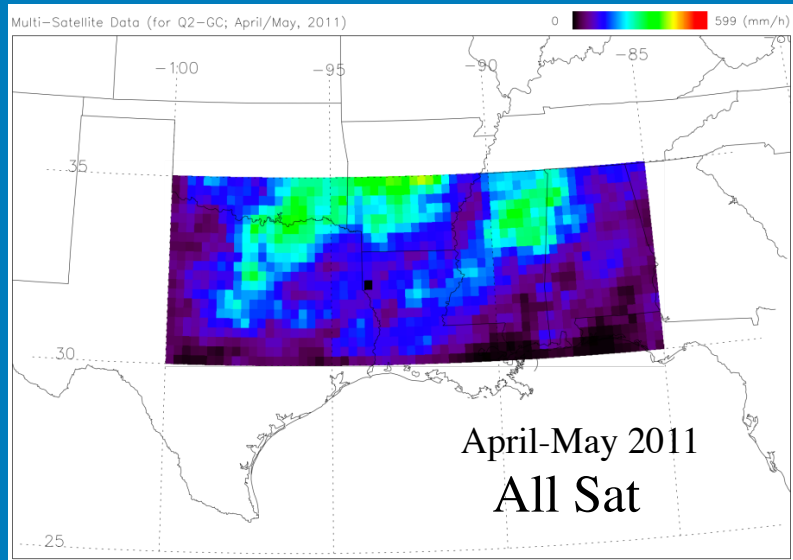 Multi-Satellite Data (for Q2-GC; April/May, 2011) 0 599 (mm/h)
-100 -95 -90 -85
35
30
25
April-May 2011
All Sat